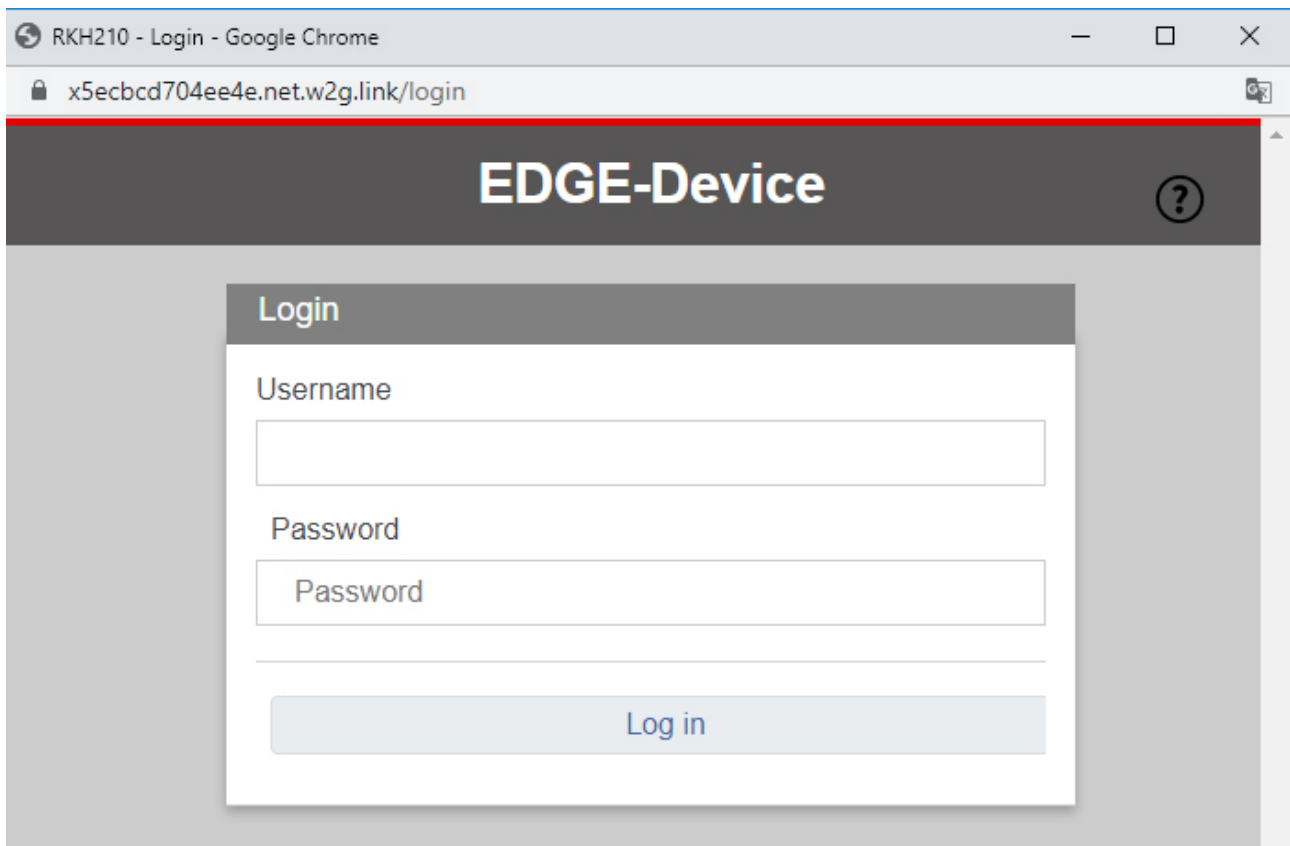 RKH210 - Login - Google Chrome
x5ecbcd704ee4e.net.w2g.link/login
EDGE-Device
?
Login
Username
Password
Password
Log in